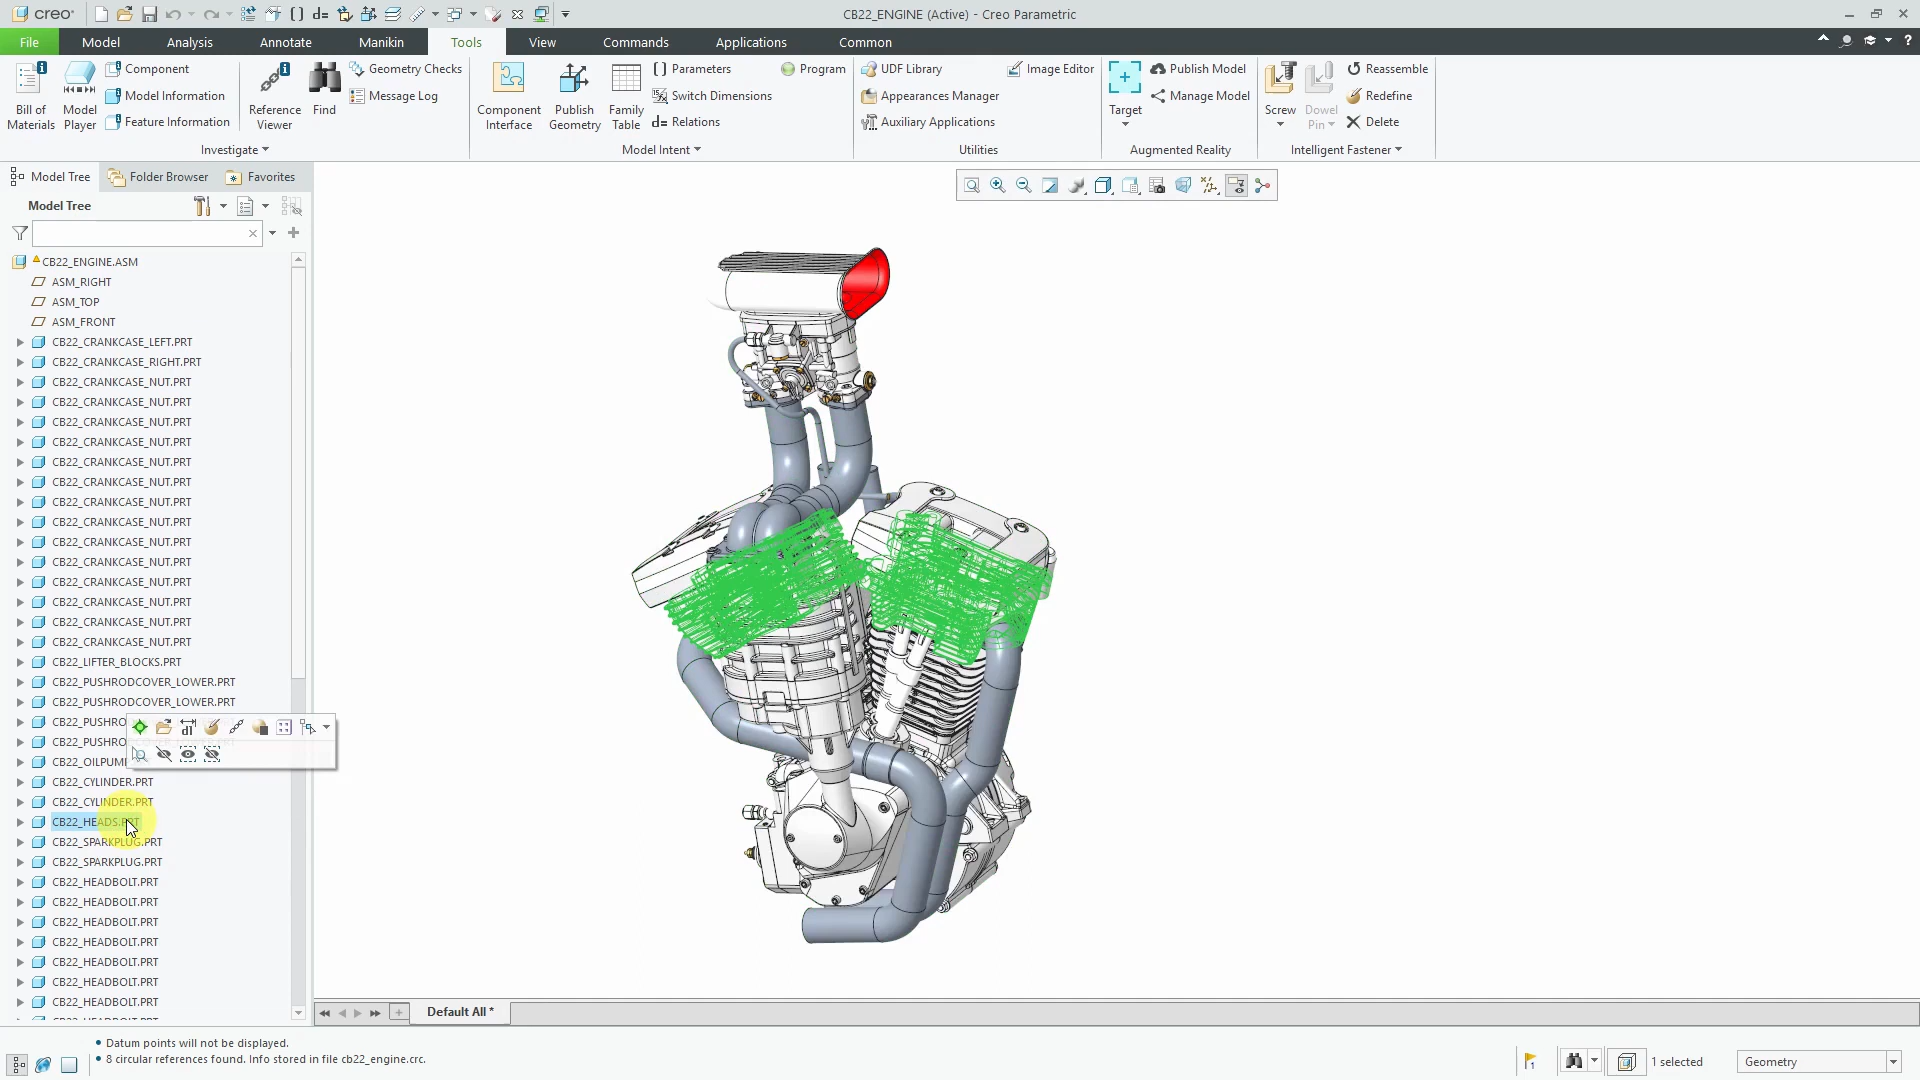 creo
CB22_ENGINE (Active) - Creo Parametric
File
Model
Analysis
Annotate
Manikin
Tools
View
Commands
Applications
Common
Bill of
Materials
Model
Player
Component
Model Information
Feature Information
Reference
Viewer
Find
Geometry Checks
Message Log
Investigate
Component
Interface
Publish
Geometry
Family
Table
Parameters
Switch Dimensions
Relations
Program
Model Intent
UDF Library
Appearances Manager
Auxiliary Applications
Image Editor
Utilities
Target
Publish Model
Manage Model
Augmented Reality
Screw
Dowel
Pin
Reassemble
Redefine
Delete
Intelligent Fastener
Model Tree
Folder Browser
Favorites
Model Tree
CB22_ENGINE.ASM
ASM_RIGHT
ASM_TOP
ASM_FRONT
CB22_CRANKCASE_LEFT.PRT
CB22_CRANKCASE_RIGHT.PRT
CB22_CRANKCASE_NUT.PRT
CB22_CRANKCASE_NUT.PRT
CB22_CRANKCASE_NUT.PRT
CB22_CRANKCASE_NUT.PRT
CB22_CRANKCASE_NUT.PRT
CB22_CRANKCASE_NUT.PRT
CB22_CRANKCASE_NUT.PRT
CB22_CRANKCASE_NUT.PRT
CB22_CRANKCASE_NUT.PRT
CB22_CRANKCASE_NUT.PRT
CB22_CRANKCASE_NUT.PRT
CB22_CRANKCASE_NUT.PRT
CB22_CRANKCASE_NUT.PRT
CB22_CRANKCASE_NUT.PRT
CB22_LIFTER_BLOCKS.PRT
CB22_PUSHRODCOVER_LOWER.PRT
CB22_PUSHRODCOVER_LOWER.PRT
CB22_PUSHRO
CB22_PUSHRO
CB22_OILPUM
CB22_CYLINDER.PRT
CB22_CYLINDER.PRT
CB22_HEADS.PRT
CB22_SPARKPLUG.PRT
CB22_SPARKPLUG.PRT
CB22_HEADBOLT.PRT
CB22_HEADBOLT.PRT
CB22_HEADBOLT.PRT
CB22_HEADBOLT.PRT
CB22_HEADBOLT.PRT
CB22_HEADBOLT.PRT
CB22_HEADBOLT.PRT
CB22_HEADBOLT.PRT
Default All *
• Datum points will not be displayed.
• 8 circular references found. Info stored in file cb22_engine.crc.
1 selected
Geometry